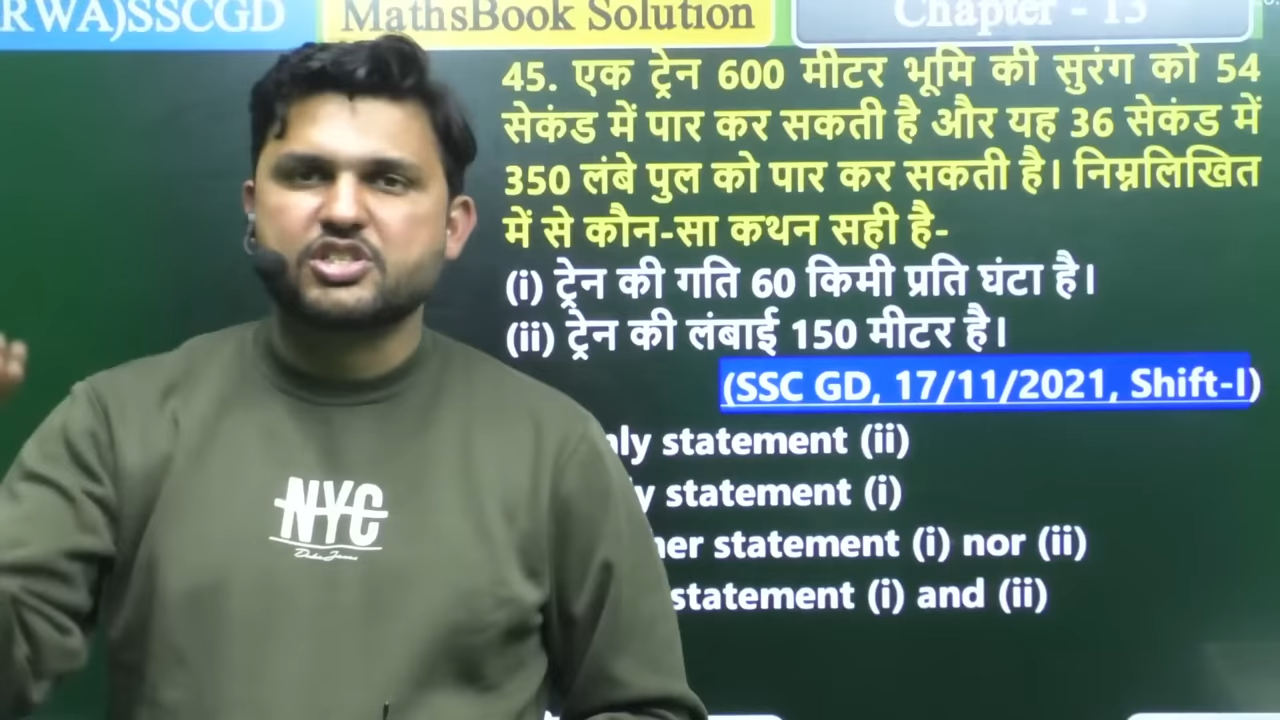 RWA)SSCGD
MathsBook Solution
Chapter - 13
45. एक ट्रेन 600 मीटर भूमि की सुरंग को 54
सेकंड में पार कर सकती है और यह 36 सेकंड में
350 लंबे पुल को पार कर सकती है। निम्नलिखित
में से कौन-सा कथन सही है-
(i) ट्रेन की गति 60 किमी प्रति घंटा है।
(ii) ट्रेन की लंबाई 150 मीटर है।
(SSC GD, 17/11/2021, Shift-I)
nly statement (ii)
y statement (i)
her statement (i) nor (ii)
statement (i) and (ii)
NYC